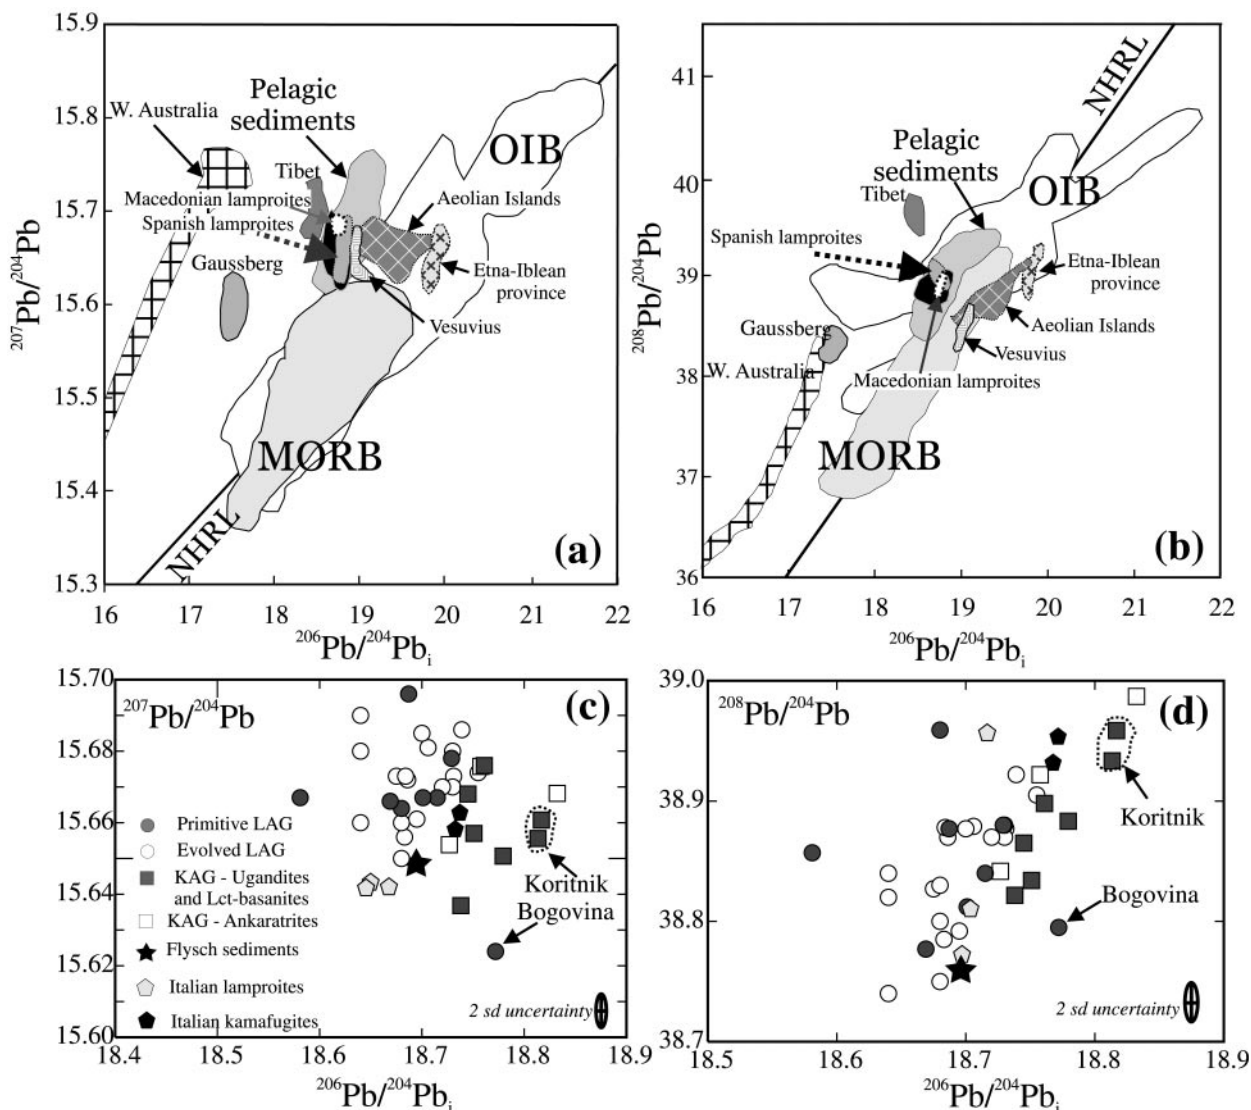 15.9
15.8
15.7
15.6
15.5
15.4
15.3
²⁰⁷Pb/²⁰⁴Pb
W. Australia
Pelagic
sediments
OIB
Tibet
Macedonian lamproites
Spanish lamproites
Aeolian Islands
Gaussberg
Etna-Iblean
province
Vesuvius
MORB
NHRL
(a)
16 17 18 19 20 21 22
²⁰⁶Pb/²⁰⁴Pbᵢ
41
40
39
38
37
36
²⁰⁸Pb/²⁰⁴Pb
NHRL
Pelagic
sediments
OIB
Tibet
Spanish lamproites
Etna-Iblean
province
Aeolian Islands
Gaussberg
Vesuvius
W. Australia
Macedonian lamproites
MORB
(b)
16 17 18 19 20 21 22
²⁰⁶Pb/²⁰⁴Pbᵢ
15.70
15.68
15.66
15.64
15.62
15.60
²⁰⁷Pb/²⁰⁴Pb
(c)
Primitive LAG
Evolved LAG
KAG - Ugandites
and Lct-basanites
KAG - Ankaratrites
Flysch sediments
Italian lamproites
Italian kamafugites
Koritnik
Bogovina
2 sd uncertainty
18.4 18.5 18.6 18.7 18.8 18.9
²⁰⁶Pb/²⁰⁴Pbᵢ
39.0
38.9
38.8
38.7
²⁰⁸Pb/²⁰⁴Pb
(d)
Koritnik
Bogovina
2 sd uncertainty
18.5 18.6 18.7 18.8 18.9
²⁰⁶Pb/²⁰⁴Pbᵢ